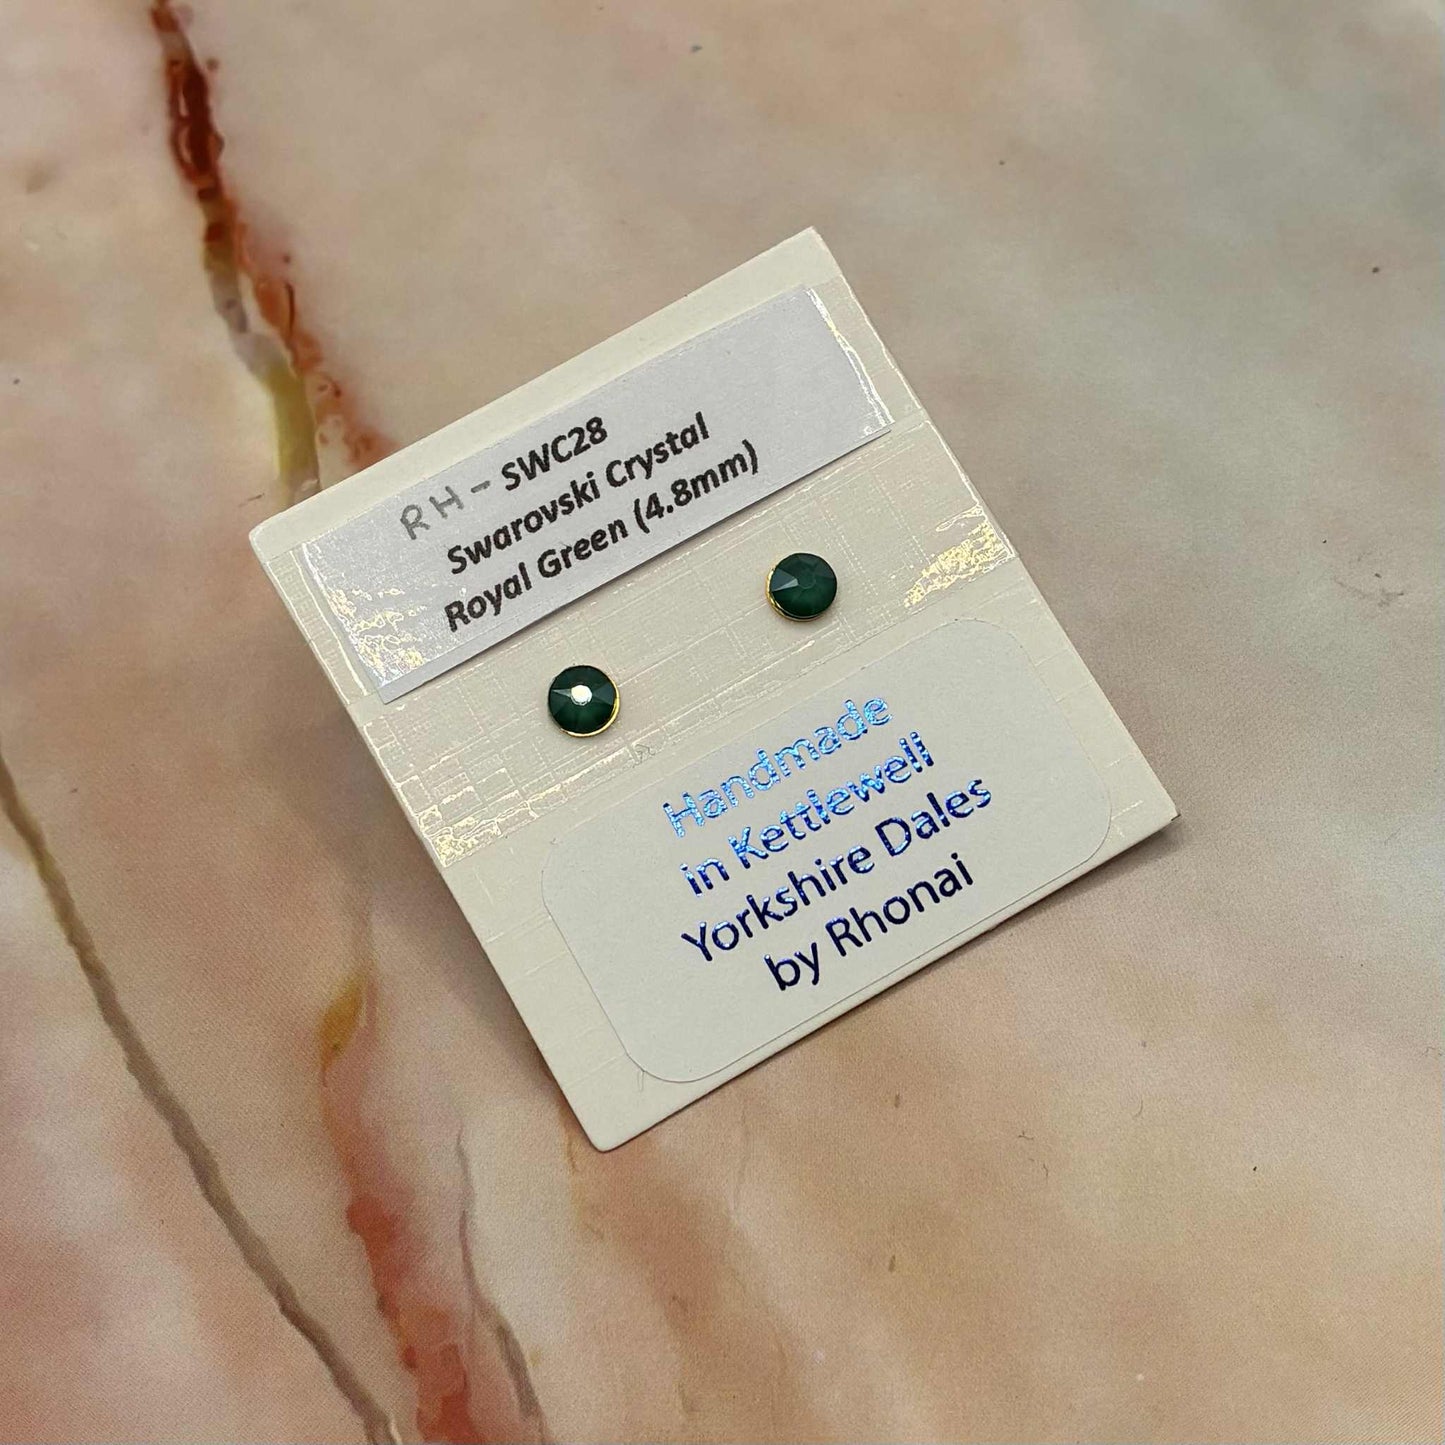 RH - SWC28
Swarovski Crystal
Royal Green (4.8mm)
Handmade
in Kettlewell
Yorkshire Dales
by Rhonai